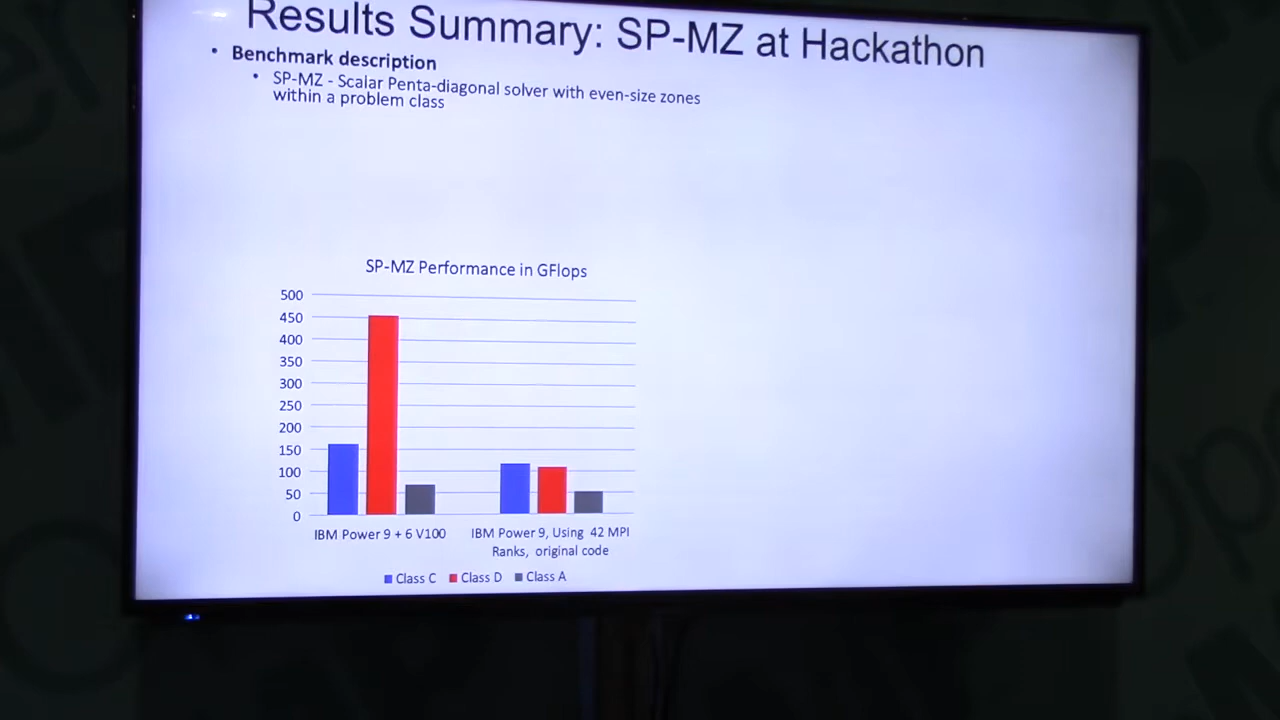 Results Summary: SP-MZ at Hackathon
• Benchmark description
• SP-MZ - Scalar Penta-diagonal solver with even-size zones
within a problem class
SP-MZ Performance in GFlops
500
450
400
350
300
250
200
150
100
50
0
IBM Power 9 + 6 V100
IBM Power 9, Using 42 MPI
Ranks, original code
Class C Class D Class A